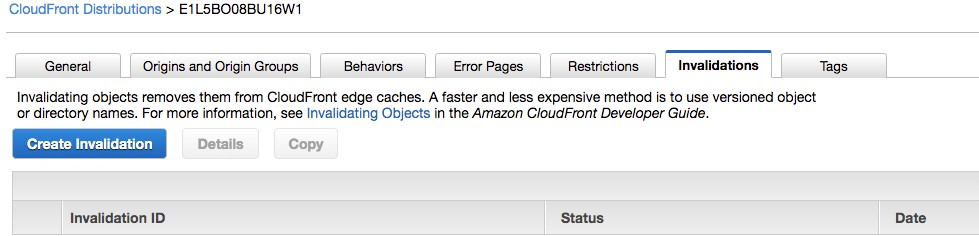 CloudFront Distributions > E1L5BO08BU16W1
General Origins and Origin Groups Behaviors Error Pages Restrictions Invalidations Tags
Invalidating objects removes them from CloudFront edge caches. A faster and less expensive method is to use versioned object
or directory names. For more information, see Invalidating Objects in the Amazon CloudFront Developer Guide.
Create Invalidation Details Copy
Invalidation ID Status Date